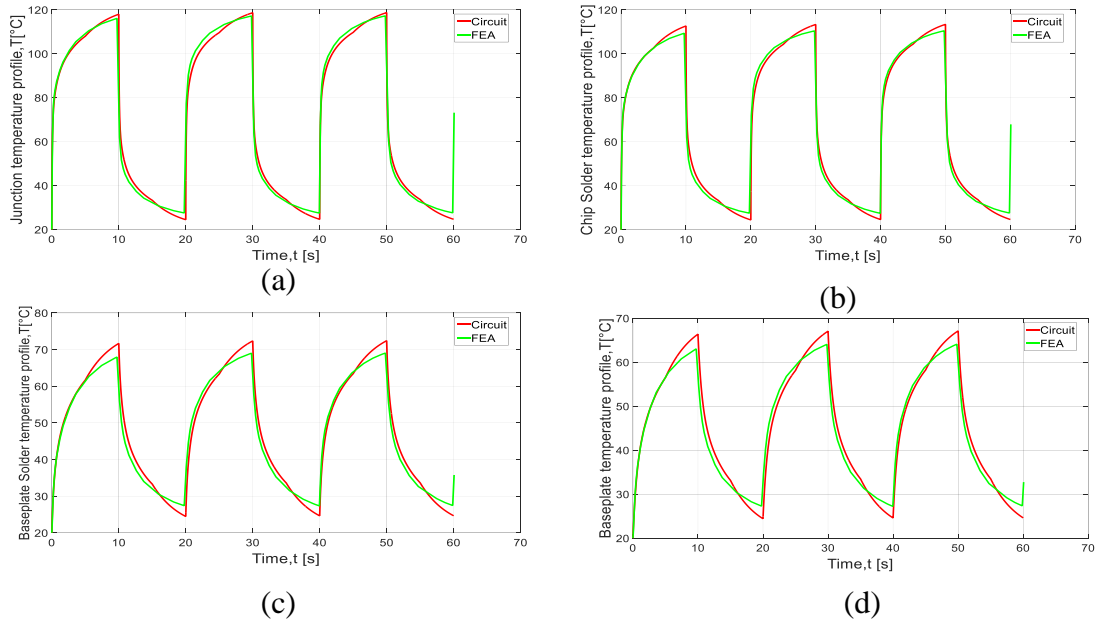 Junction temperature profile,T[°C]
120
100
80
60
40
20
0 10 20 30 40 50 60 70
Time,t [s]
Circuit
FEA
(a)
Chip Solder temperature profile,T[°C]
120
100
80
60
40
20
0 10 20 30 40 50 60 70
Time,t [s]
Circuit
FEA
(b)
Baseplate Solder temperature profile,T[°C]
80
70
60
50
40
30
20
0 10 20 30 40 50 60 70
Time,t [s]
Circuit
FEA
(c)
Baseplate temperature profile,T[°C]
70
60
50
40
30
20
0 10 20 30 40 50 60 70
Time,t [s]
Circuit
FEA
(d)